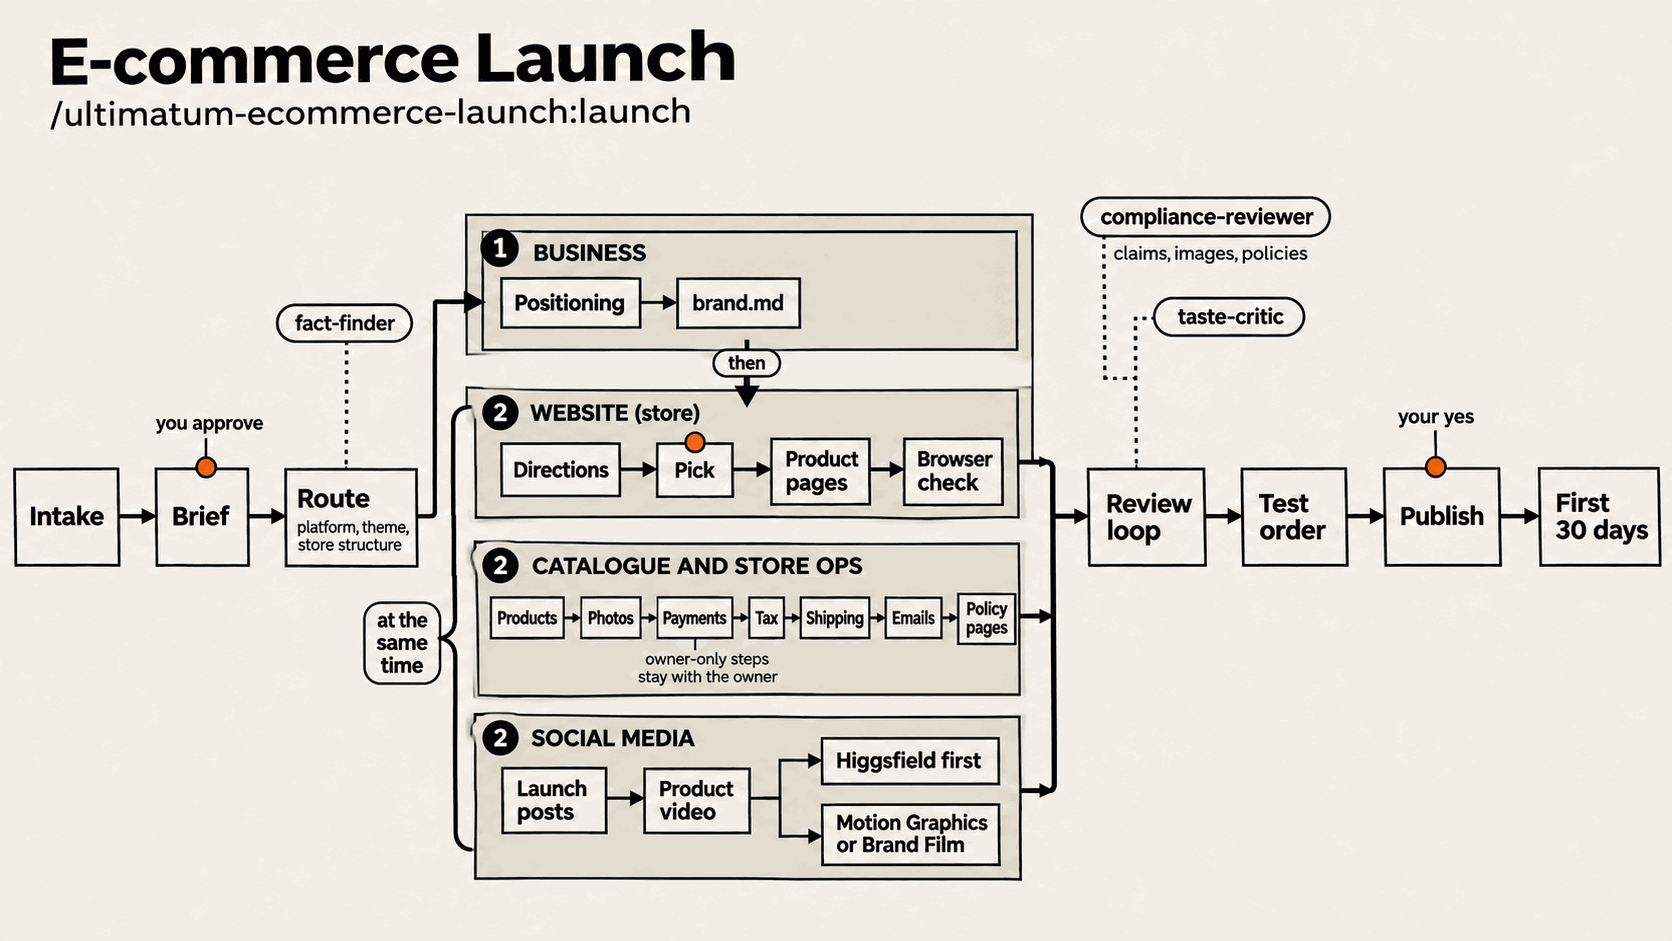 E-commerce Launch
/ultimatum-ecommerce-launch:launch
Intake
you approve
Brief
fact-finder
Route
platform, theme,
store structure
1 BUSINESS
Positioning
brand.md
then
at the
same
time
2 WEBSITE (store)
Directions
Pick
Product
pages
Browser
check
2 CATALOGUE AND STORE OPS
Products
Photos
Payments
Tax
Shipping
Emails
Policy
pages
owner-only steps
stay with the owner
2 SOCIAL MEDIA
Launch
posts
Product
video
Higgsfield first
Motion Graphics
or Brand Film
compliance-reviewer
claims, images, policies
taste-critic
Review
loop
Test
order
your yes
Publish
First
30 days